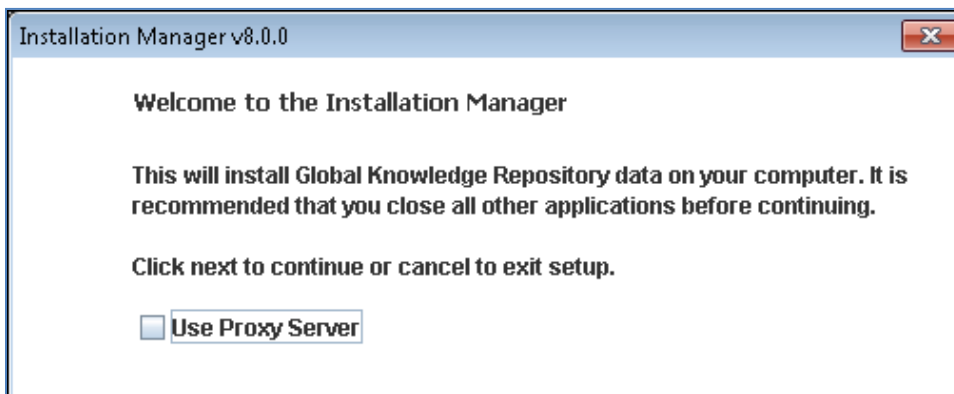 Installation Manager v8.0.0
Welcome to the Installation Manager
This will install Global Knowledge Repository data on your computer. It is
recommended that you close all other applications before continuing.
Click next to continue or cancel to exit setup.
Use Proxy Server